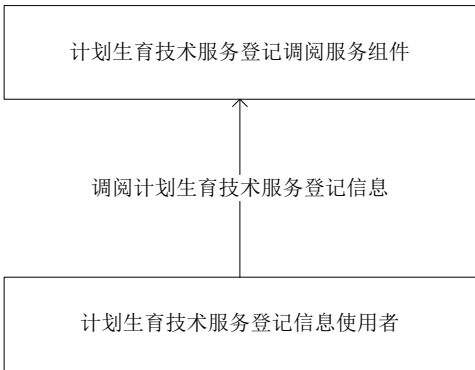 计划生育技术服务登记调阅服务组件
调阅计划生育技术服务登记信息
计划生育技术服务登记信息使用者